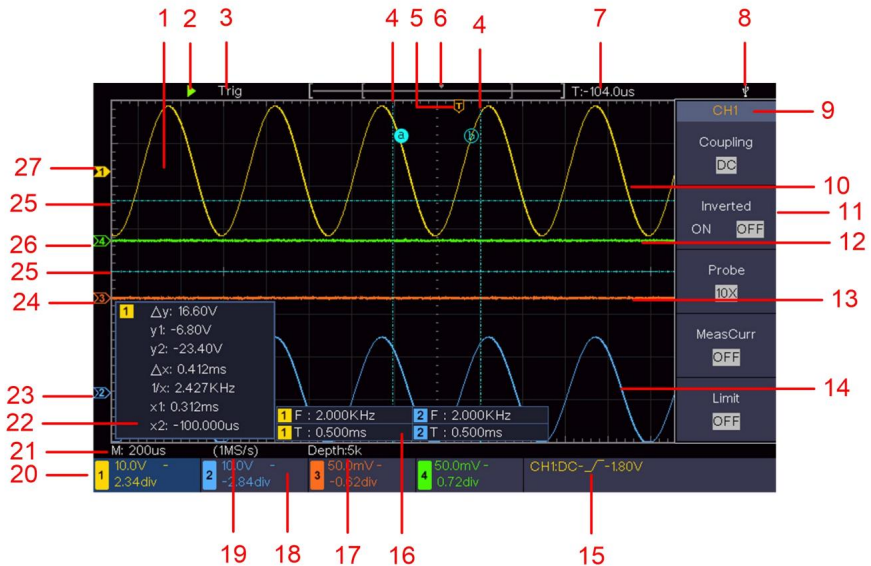 1 2 3 4 5 6 4 7 8
Trig T T:-104.0us
CH1 9
27 1 a b Coupling
DC 10
25 Inverted 11
ON OFF
26 4 12
25 Probe
24 3 10X 13
1 △y: 16.60V
y1: -6.80V MeasCurr
y2: -23.40V OFF
△x: 0.412ms
23 2 1/x: 2.427KHz 14
x1: 0.312ms Limit
22 x2: -100.000us OFF
1 F : 2.000KHz 2 F : 2.000KHz
1 T : 0.500ms 2 T : 0.500ms
21 M: 200us (1MS/s) Depth:5k
20 1 10.0V - 2 10.0V - 3 50.0mV - 4 50.0mV - CH1:DC- -1.80V
2.34div -2.84div -0.62div 0.72div
19 18 17 16 15